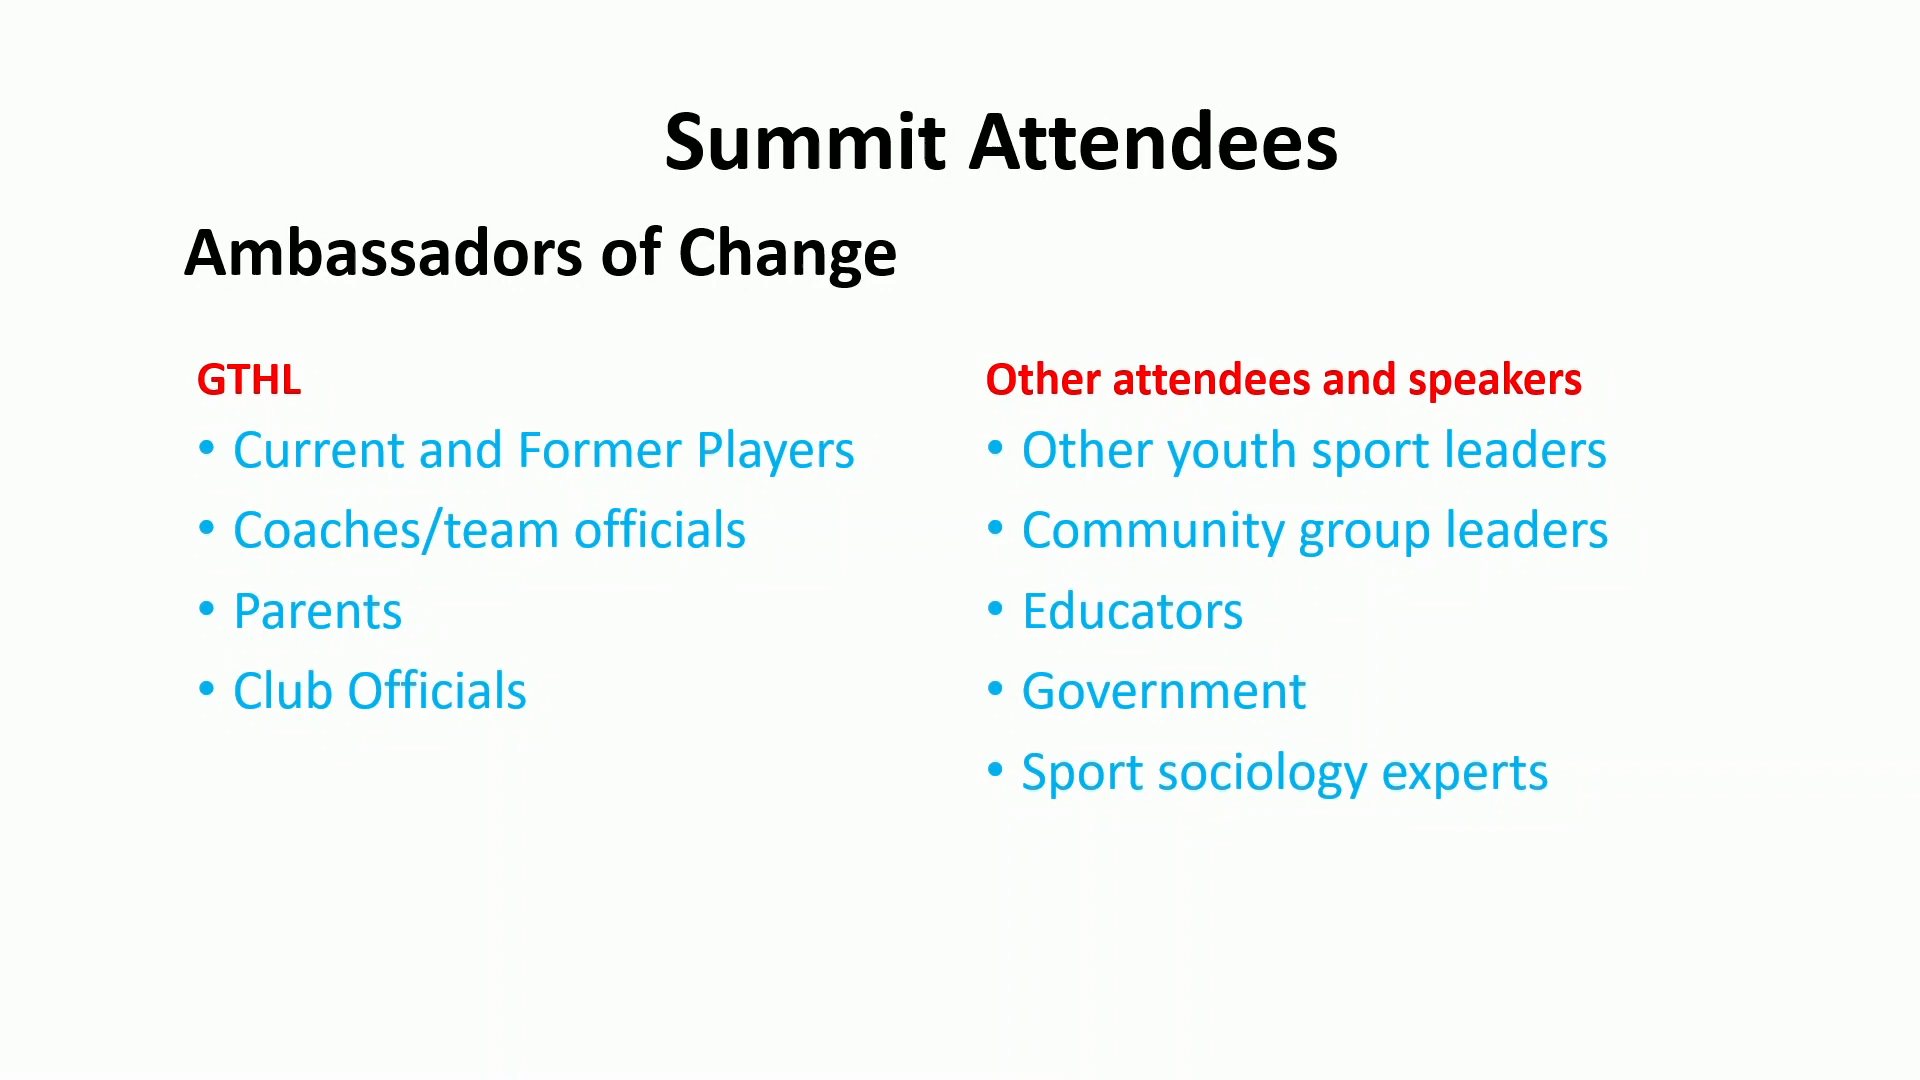 Summit Attendees
Ambassadors of Change
GTHL
• Current and Former Players
• Coaches/team officials
• Parents
• Club Officials
Other attendees and speakers
• Other youth sport leaders
• Community group leaders
• Educators
• Government
• Sport sociology experts